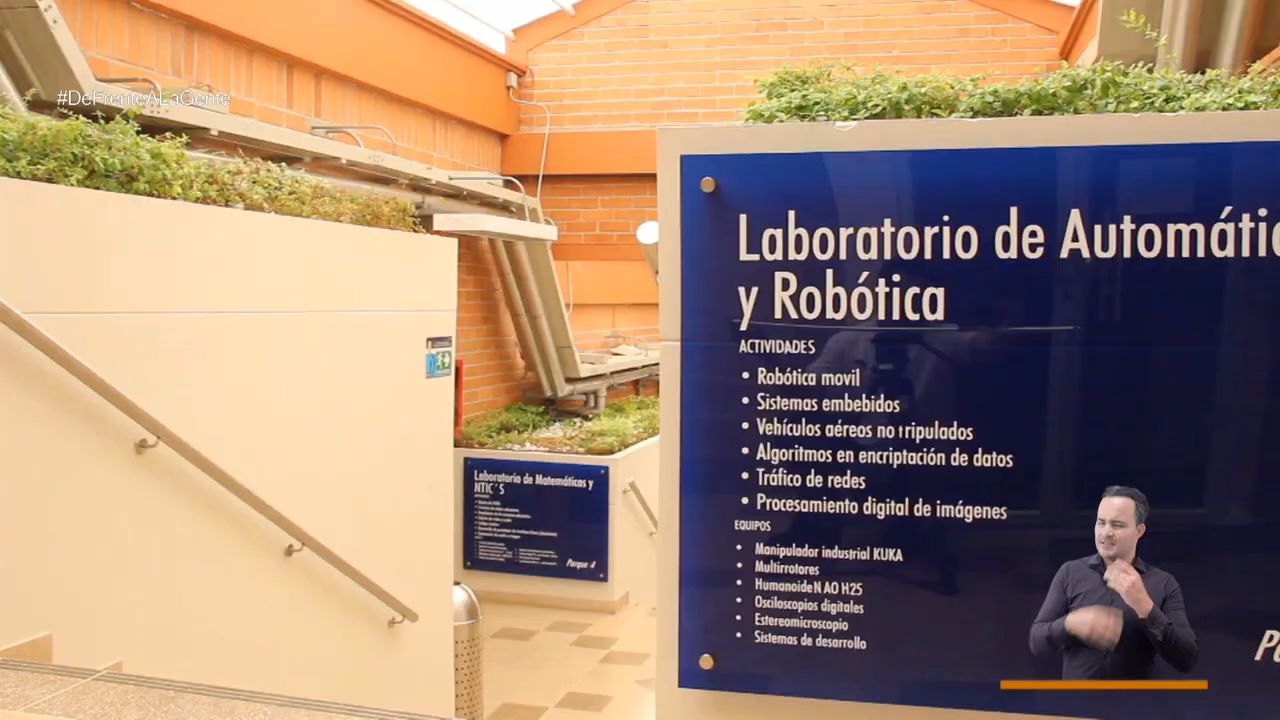 #DeFrenteALaGente
Laboratorio de Automátic
y Robótica
ACTIVIDADES
• Robótica movil
• Sistemas embebidos
• Vehículos aéreos no tripulados
• Algoritmos en encriptación de datos
• Tráfico de redes
• Procesamiento digital de imágenes
EQUIPOS
• Manipulador industrial KUKA
• Multirrotores
• Humanoide NAO H25
• Osciloscopios digitales
• Estereomicroscopio
• Sistemas de desarrollo
Laboratorio de Matemáticas y
NTIC´S
Parque